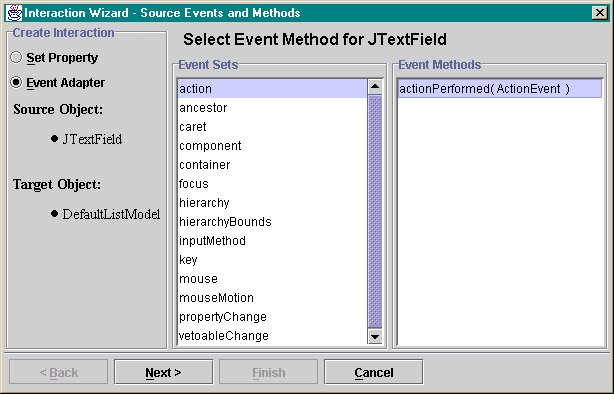 Interaction Wizard - Source Events and Methods
Create Interaction
Set Property
Event Adapter
Source Object:
JTextField
Target Object:
DefaultListModel
Select Event Method for JTextField
Event Sets
action
ancestor
caret
component
container
focus
hierarchy
hierarchyBounds
inputMethod
key
mouse
mouseMotion
propertyChange
vetoableChange
Event Methods
actionPerformed( ActionEvent )
< Back
Next >
Finish
Cancel